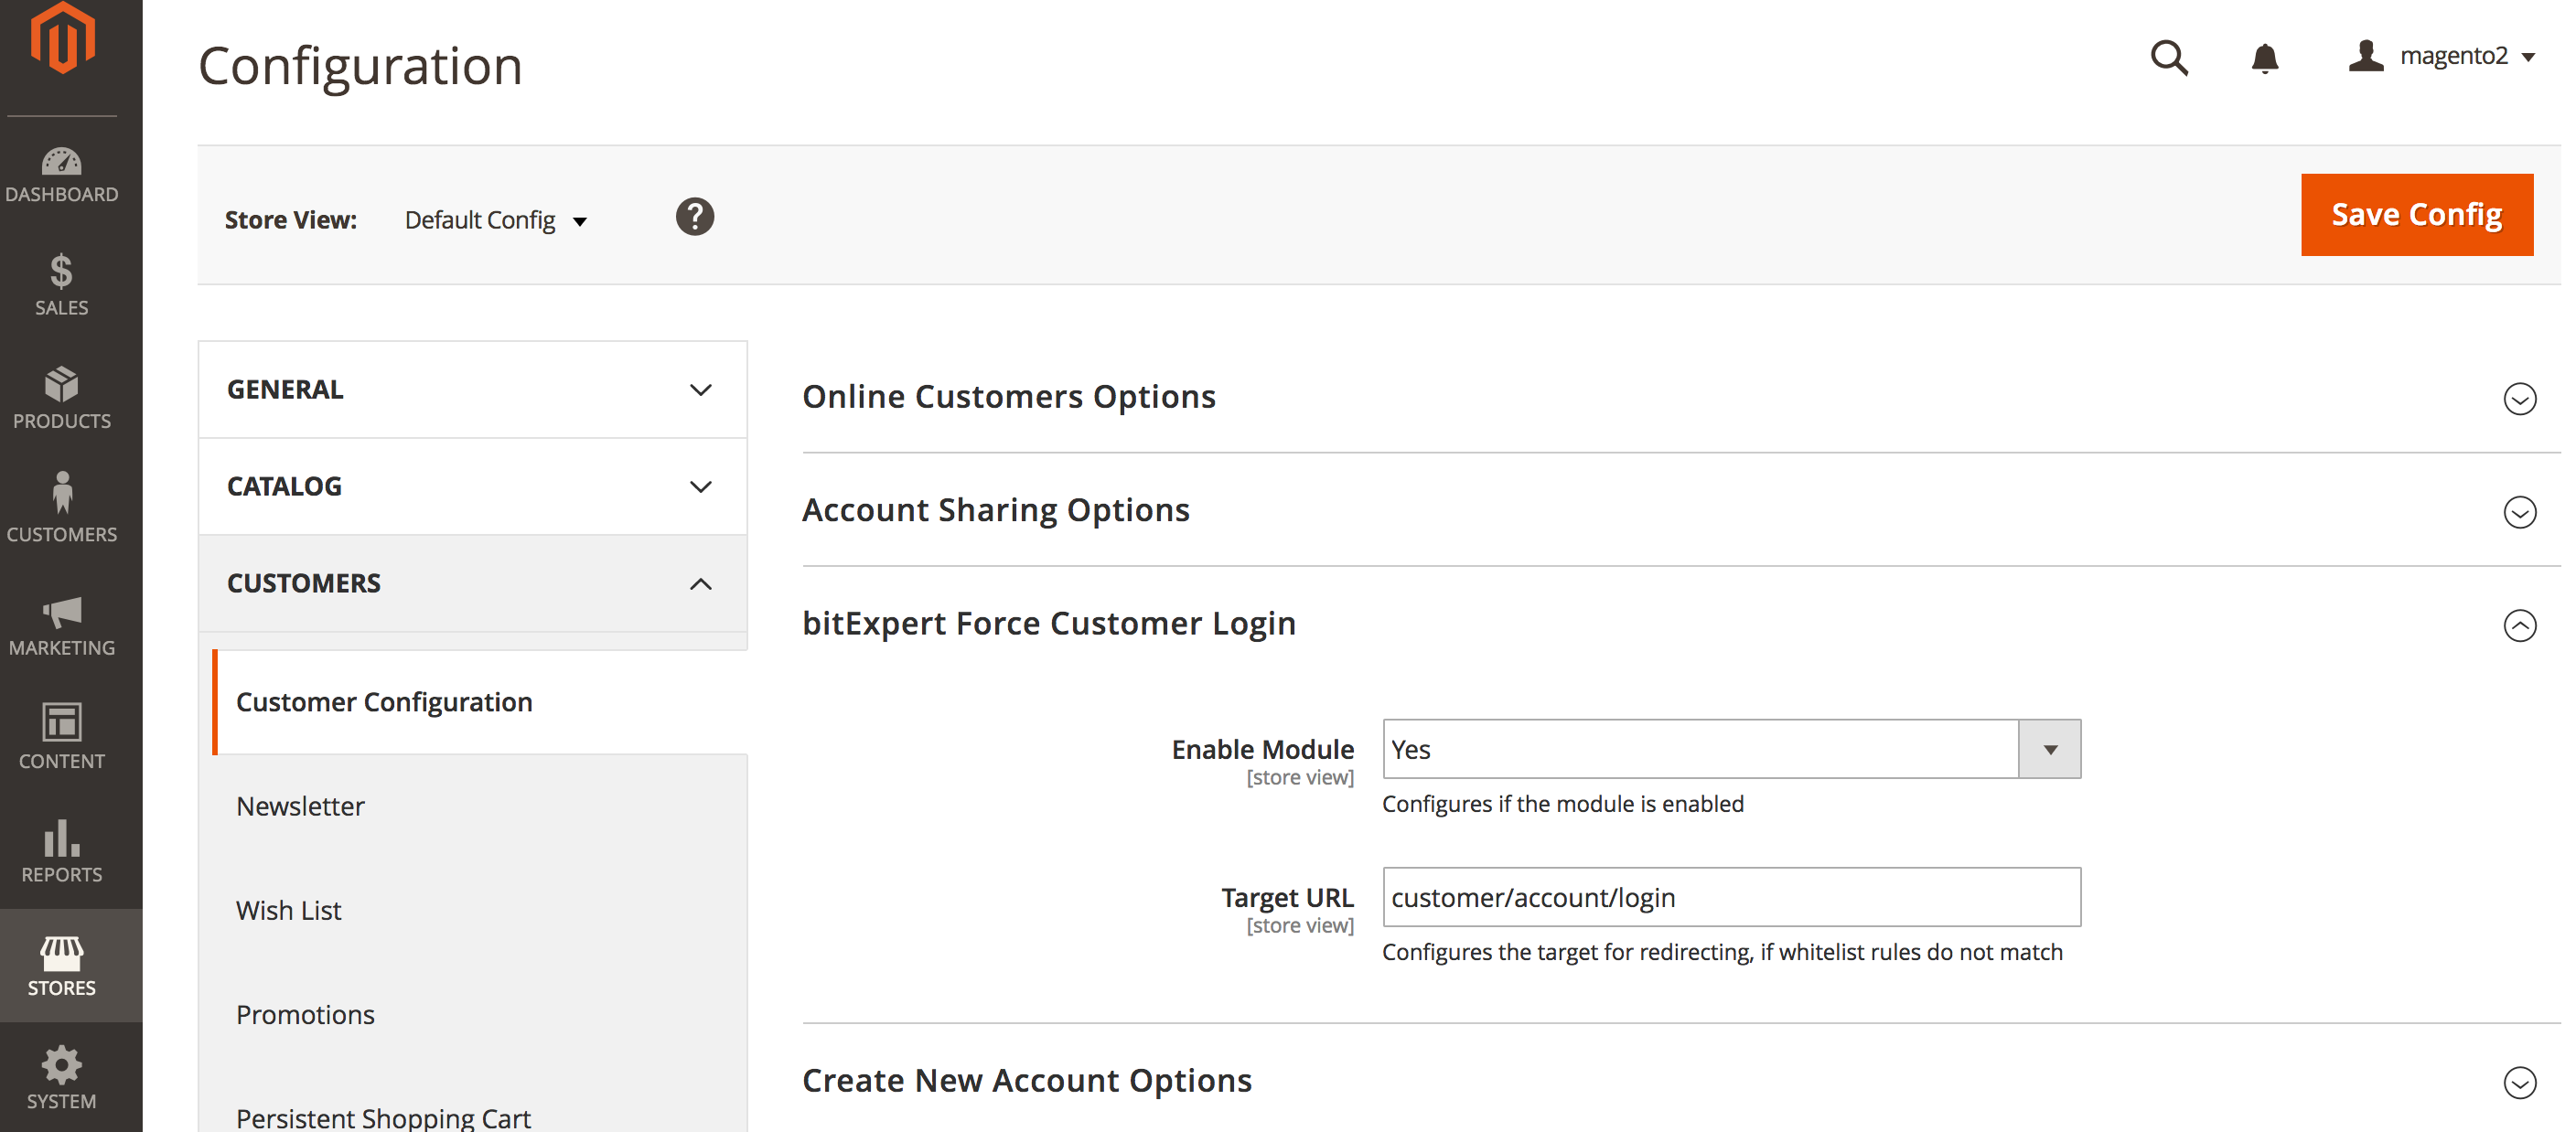 Configuration
magento2
DASHBOARD
SALES
PRODUCTS
CUSTOMERS
MARKETING
CONTENT
REPORTS
STORES
SYSTEM
Store View: Default Config ?
Save Config
GENERAL
CATALOG
CUSTOMERS
Customer Configuration
Newsletter
Wish List
Promotions
Persistent Shopping Cart
Online Customers Options
Account Sharing Options
bitExpert Force Customer Login
Enable Module Yes
[store view]
Configures if the module is enabled
Target URL customer/account/login
[store view]
Configures the target for redirecting, if whitelist rules do not match
Create New Account Options